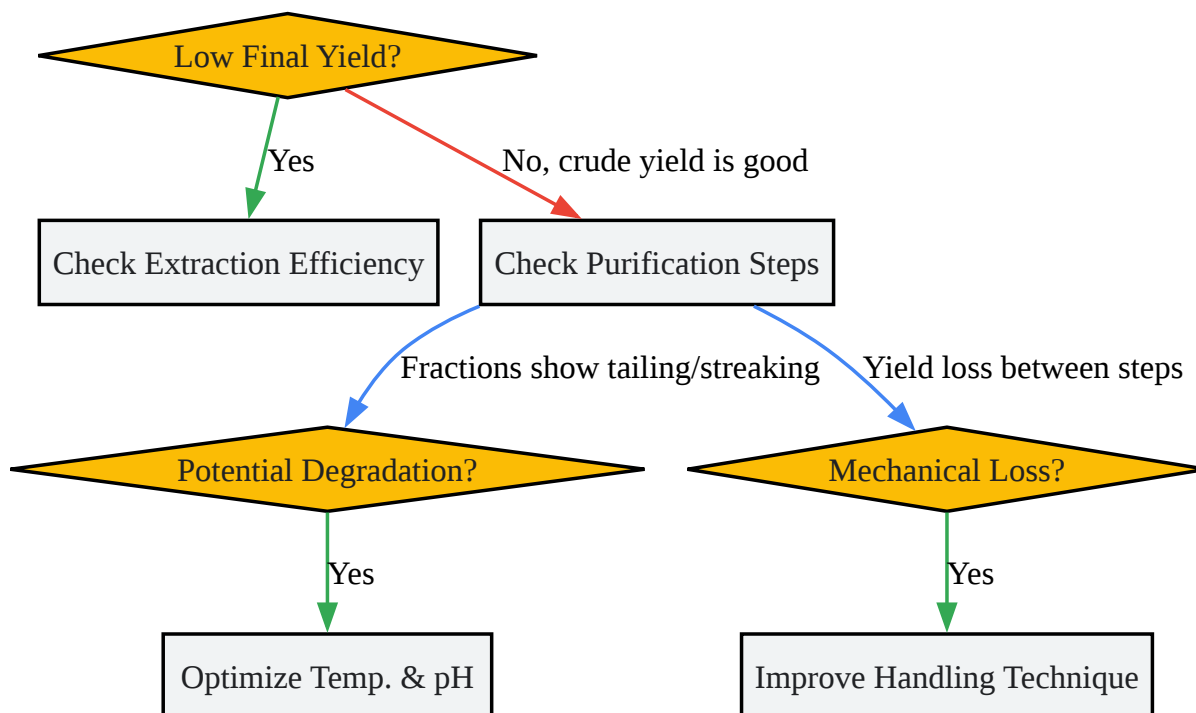 Low Final Yield?
Yes
No, crude yield is good
Check Extraction Efficiency
Check Purification Steps
Fractions show tailing/streaking
Yield loss between steps
Potential Degradation?
Mechanical Loss?
Yes
Yes
Optimize Temp. & pH
Improve Handling Technique